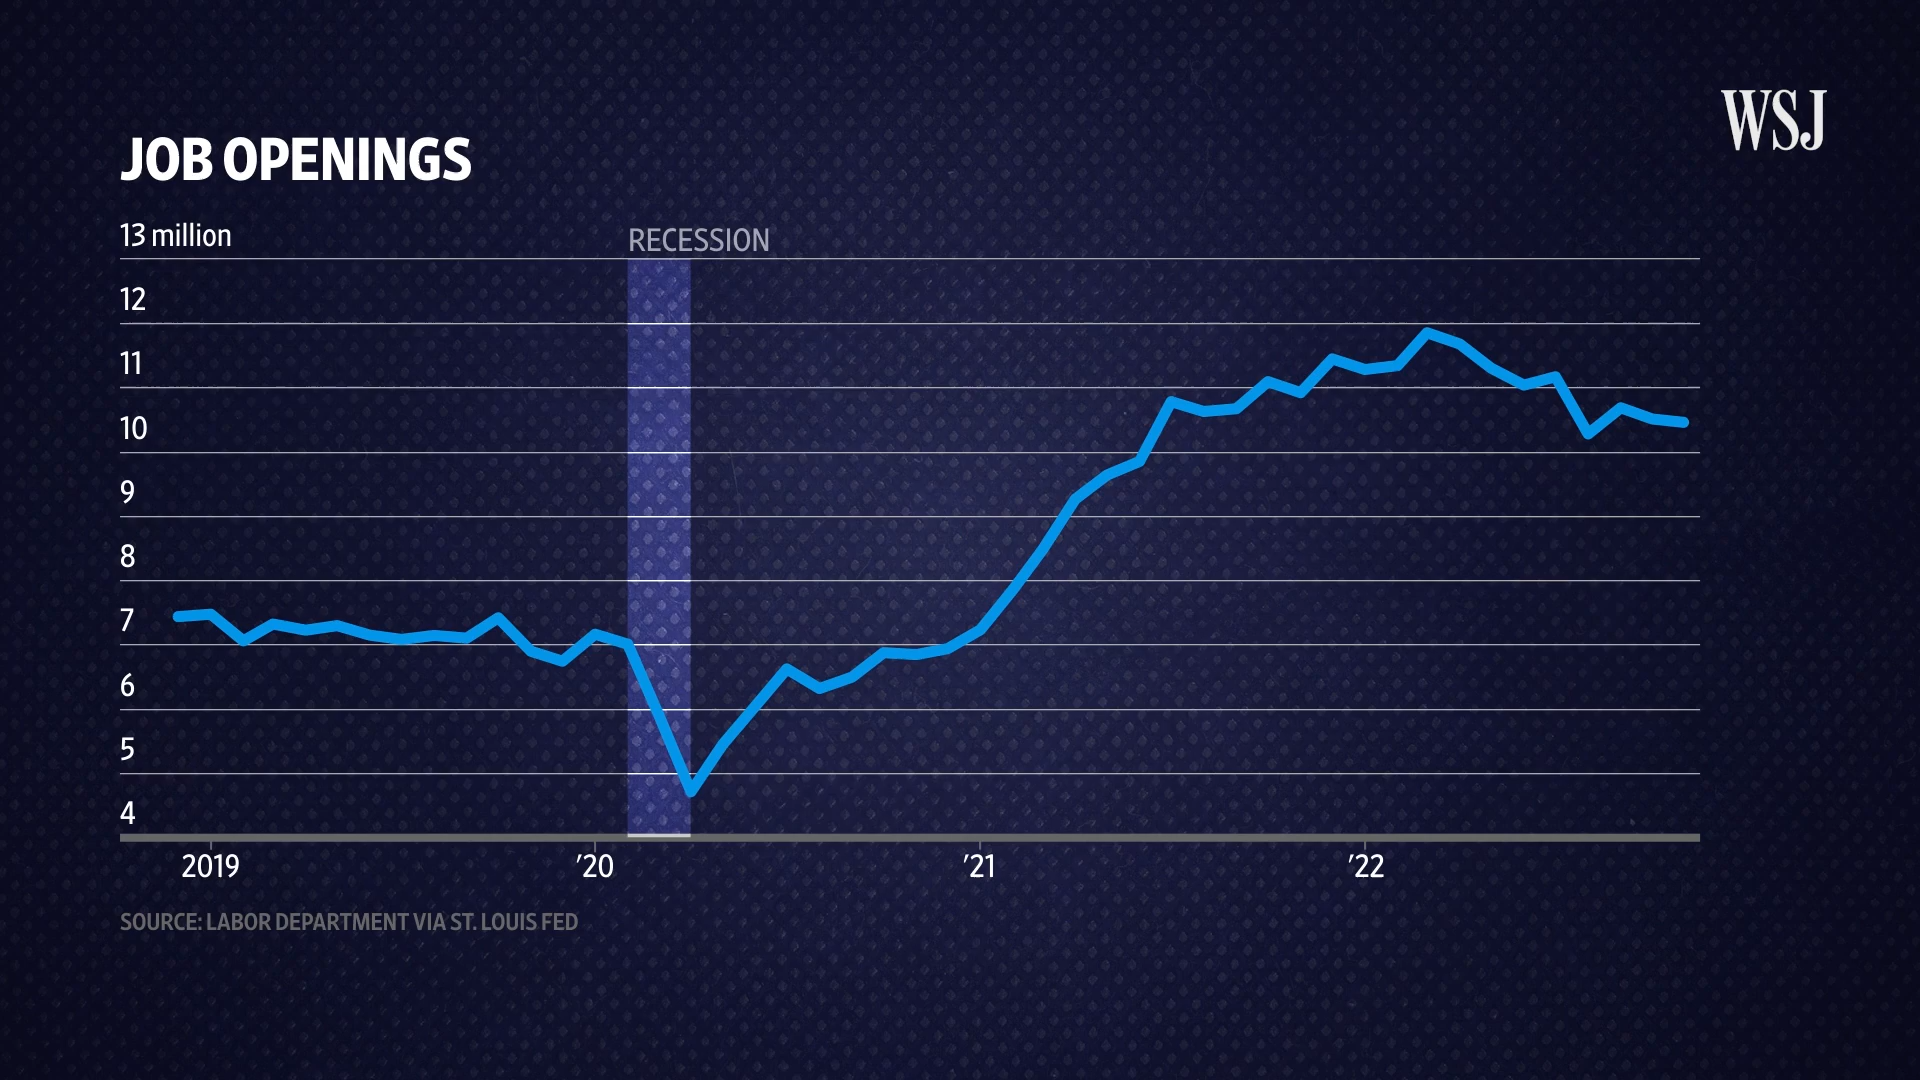 WSJ
JOB OPENINGS
13 million
RECESSION
12
11
10
9
8
7
6
5
4
2019
’20
’21
’22
SOURCE: LABOR DEPARTMENT VIA ST. LOUIS FED